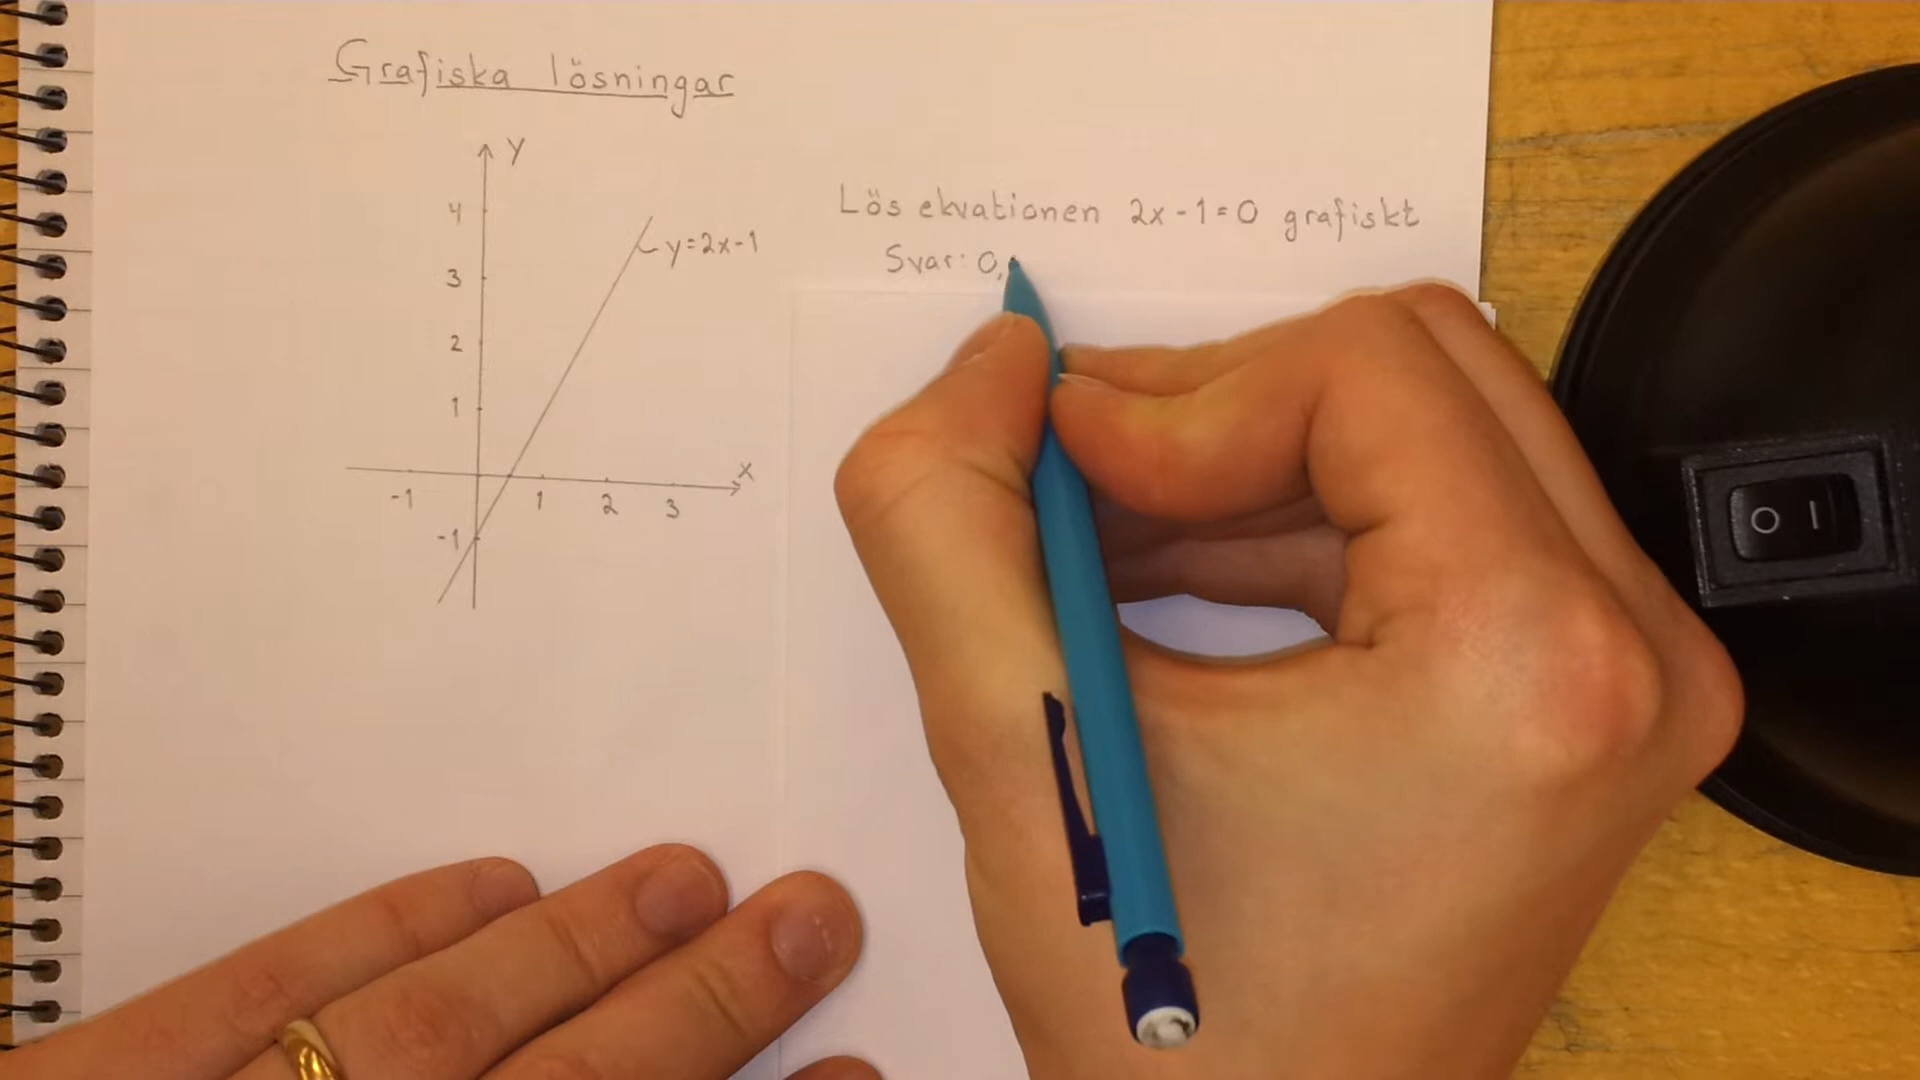 Grafiska lösningar
y
4
y=2x-1
3
2
1
x
-1 1 2 3
-1
Lös ekvationen 2x-1=0 grafiskt
Svar: 0,
O I